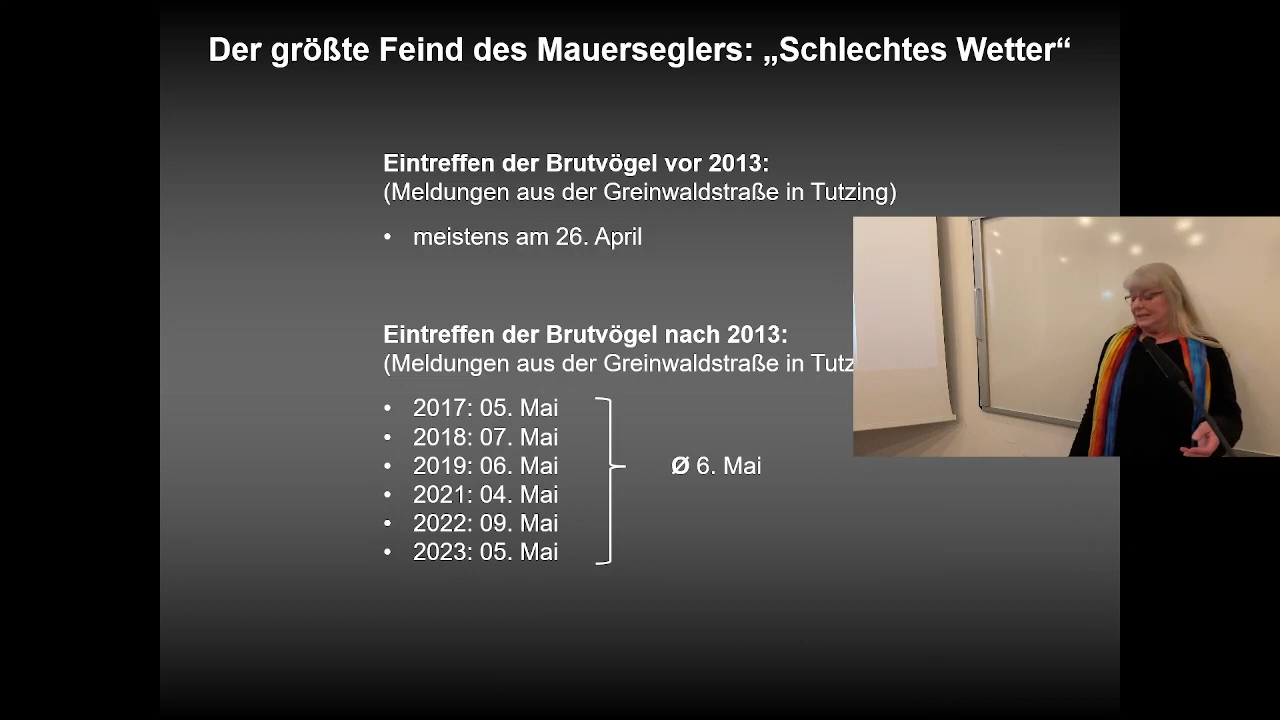 Der größte Feind des Mauerseglers: „Schlechtes Wetter“
Eintreffen der Brutvögel vor 2013:
(Meldungen aus der Greinwaldstraße in Tutzing)
• meistens am 26. April
Eintreffen der Brutvögel nach 2013:
(Meldungen aus der Greinwaldstraße in Tutz
• 2017: 05. Mai
• 2018: 07. Mai
• 2019: 06. Mai
• 2021: 04. Mai
• 2022: 09. Mai
• 2023: 05. Mai
Ø 6. Mai